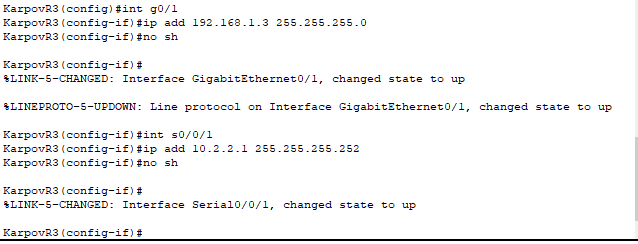 KarpovR3(config)#int g0/1
KarpovR3(config-if)#ip add 192.168.1.3 255.255.255.0
KarpovR3(config-if)#no sh
KarpovR3(config-if)#
%LINK-5-CHANGED: Interface GigabitEthernet0/1, changed state to up
%LINEPROTO-5-UPDOWN: Line protocol on Interface GigabitEthernet0/1, changed state to up
KarpovR3(config-if)#int s0/0/1
KarpovR3(config-if)#ip add 10.2.2.1 255.255.255.252
KarpovR3(config-if)#no sh
KarpovR3(config-if)#
%LINK-5-CHANGED: Interface Serial0/0/1, changed state to up
KarpovR3(config-if)#